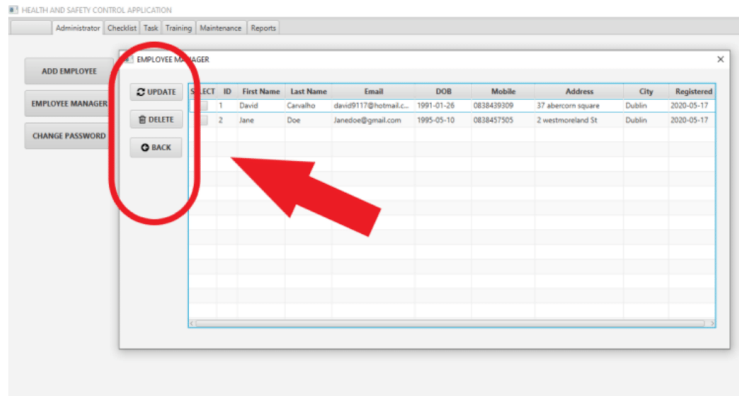 HEALTH AND SAFETY CONTROL APPLICATION
Administrator Checklist Task Training Maintenance Reports
ADD EMPLOYEE
EMPLOYEE MANAGER
CHANGE PASSWORD
EMPLOYEE MANAGER
UPDATE
DELETE
BACK
SELECT ID First Name Last Name Email DOB Mobile Address City Registered
1 David Carvalho david9117@hotmail.c... 1991-01-26 0838439309 37 abercorn square Dublin 2020-05-17
2 Jane Doe Janedoe@gmail.com 1995-05-10 0838457505 2 westmoreland St Dublin 2020-05-17